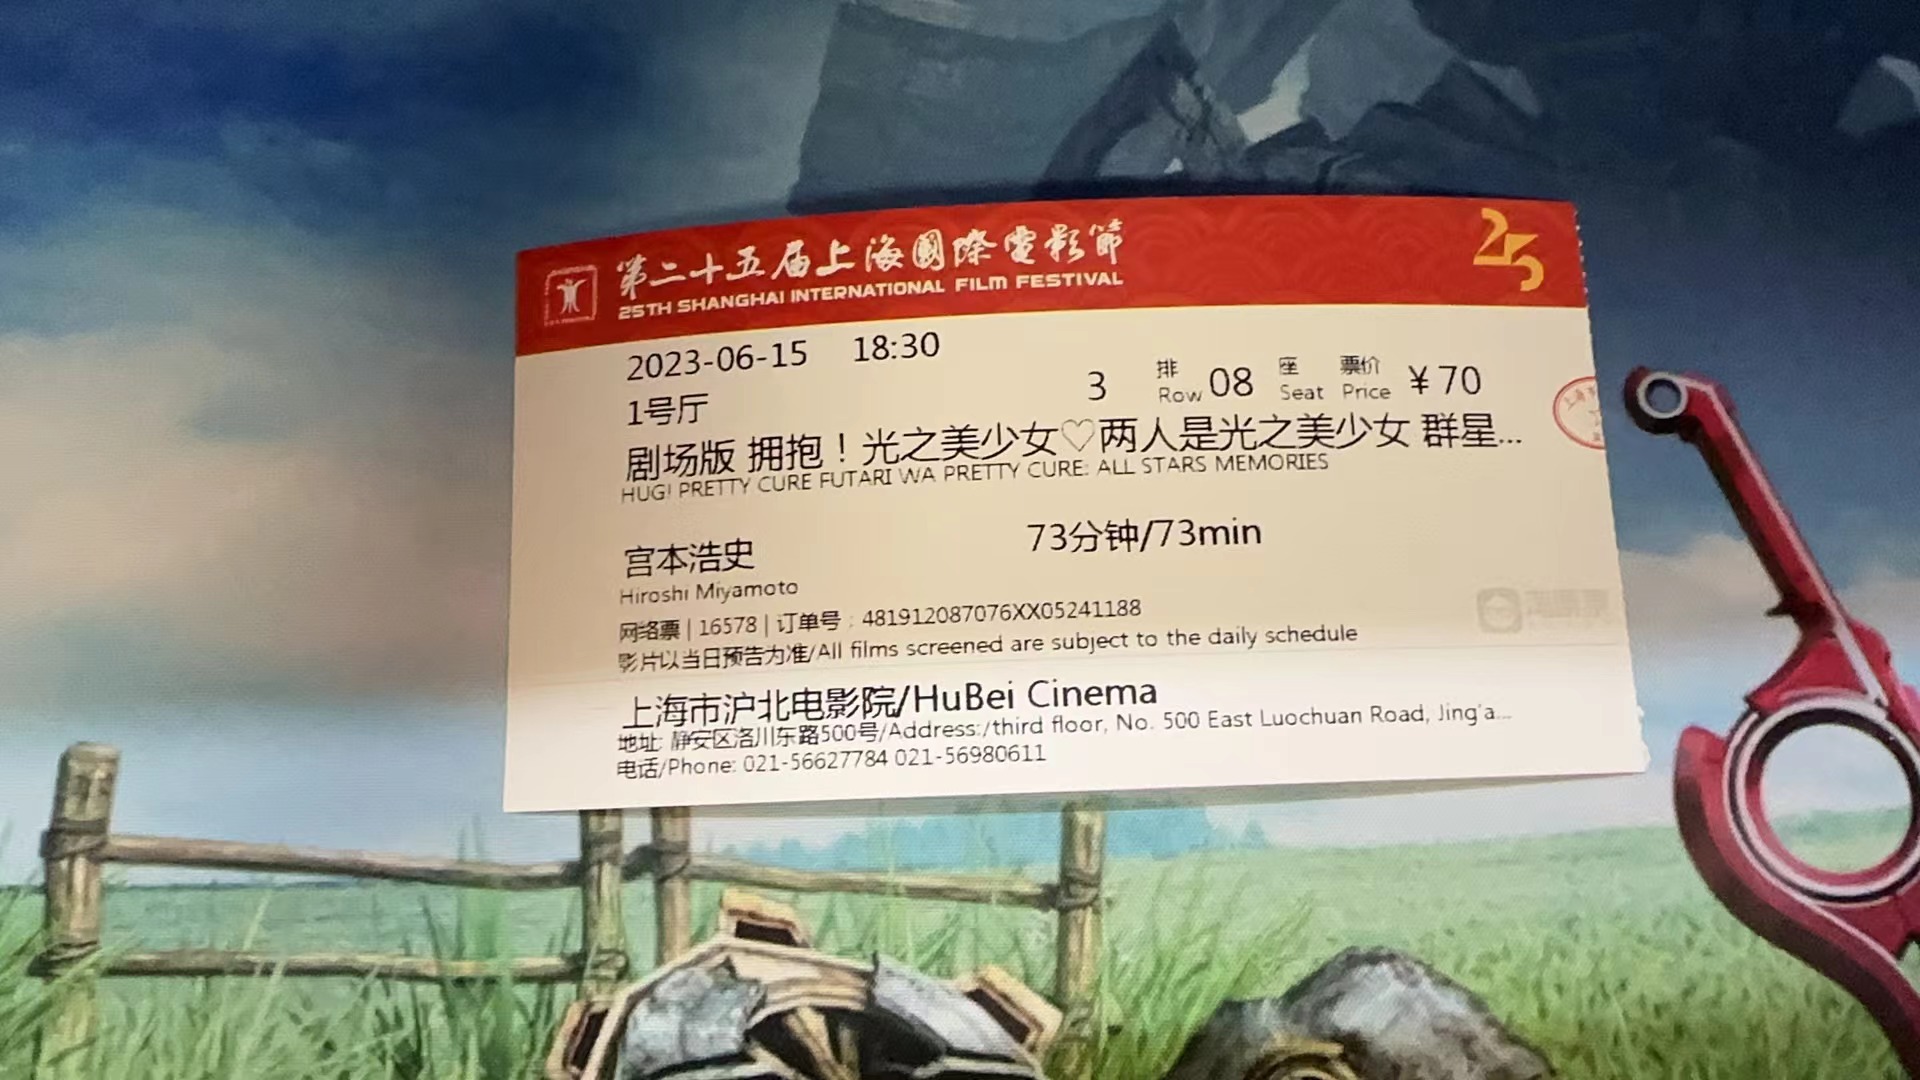 第二十五届上海國際電影節
25TH SHANGHAI INTERNATIONAL FILM FESTIVAL
25
2023-06-15 18:30
1号厅
3 排 Row 08 座 Seat 票价 Price ￥70
剧场版 拥抱！光之美少女♡两人是光之美少女 群星...
HUG! PRETTY CURE FUTARI WA PRETTY CURE: ALL STARS MEMORIES
宫本浩史
73分钟/73min
Hiroshi Miyamoto
网络票 | 16578 | 订单号：481912087076XX05241188
影片以当日预告为准/All films screened are subject to the daily schedule
上海市沪北电影院/HuBei Cinema
地址: 静安区洛川东路500号/Address:/third floor, No. 500 East Luochuan Road, Jing'a...
电话/Phone: 021-56627784 021-56980611